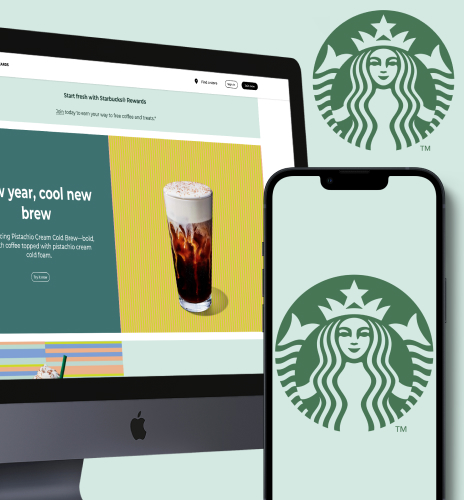 Find a store
Sign in
Join now
Start fresh with Starbucks® Rewards
Join today to earn your way to free coffee and treats.*
year, cool new
brew
Pistachio Cream Cold Brew—bold,
coffee topped with pistachio cream
cold foam.
Try it now
TM
TM